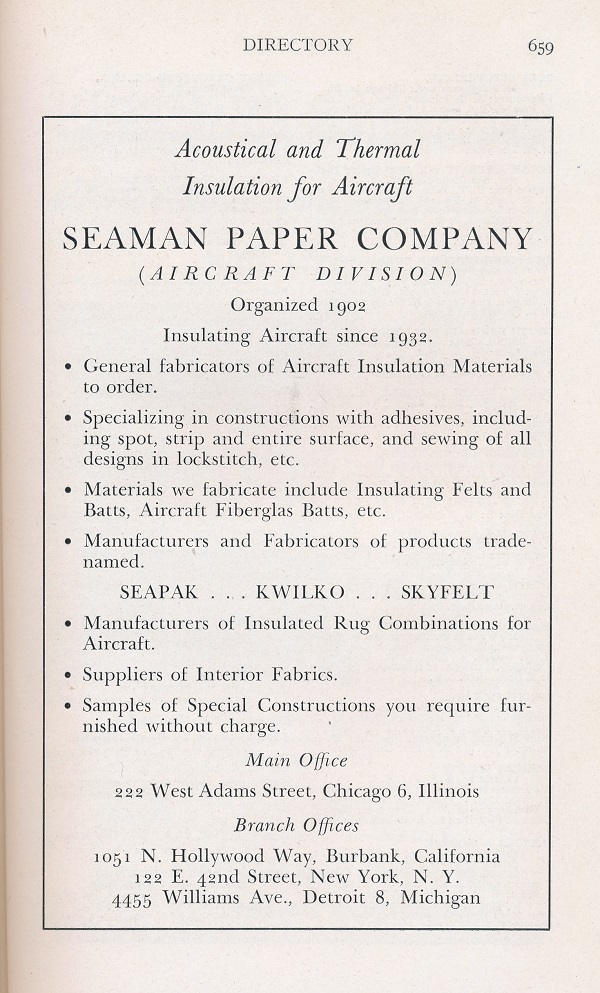 DIRECTORY 659
Acoustical and Thermal
Insulation for Aircraft
SEAMAN PAPER COMPANY
(AIRCRAFT DIVISION)
Organized 1902
Insulating Aircraft since 1932.
• General fabricators of Aircraft Insulation Materials
to order.
• Specializing in constructions with adhesives, includ-
ing spot, strip and entire surface, and sewing of all
designs in lockstitch, etc.
• Materials we fabricate include Insulating Felts and
Batts, Aircraft Fiberglas Batts, etc.
• Manufacturers and Fabricators of products trade-
named.
SEAPAK . . . KWILKO . . . SKYFELT
• Manufacturers of Insulated Rug Combinations for
Aircraft.
• Suppliers of Interior Fabrics.
• Samples of Special Constructions you require fur-
nished without charge.
Main Office
222 West Adams Street, Chicago 6, Illinois
Branch Offices
1051 N. Hollywood Way, Burbank, California
122 E. 42nd Street, New York, N. Y.
4455 Williams Ave., Detroit 8, Michigan